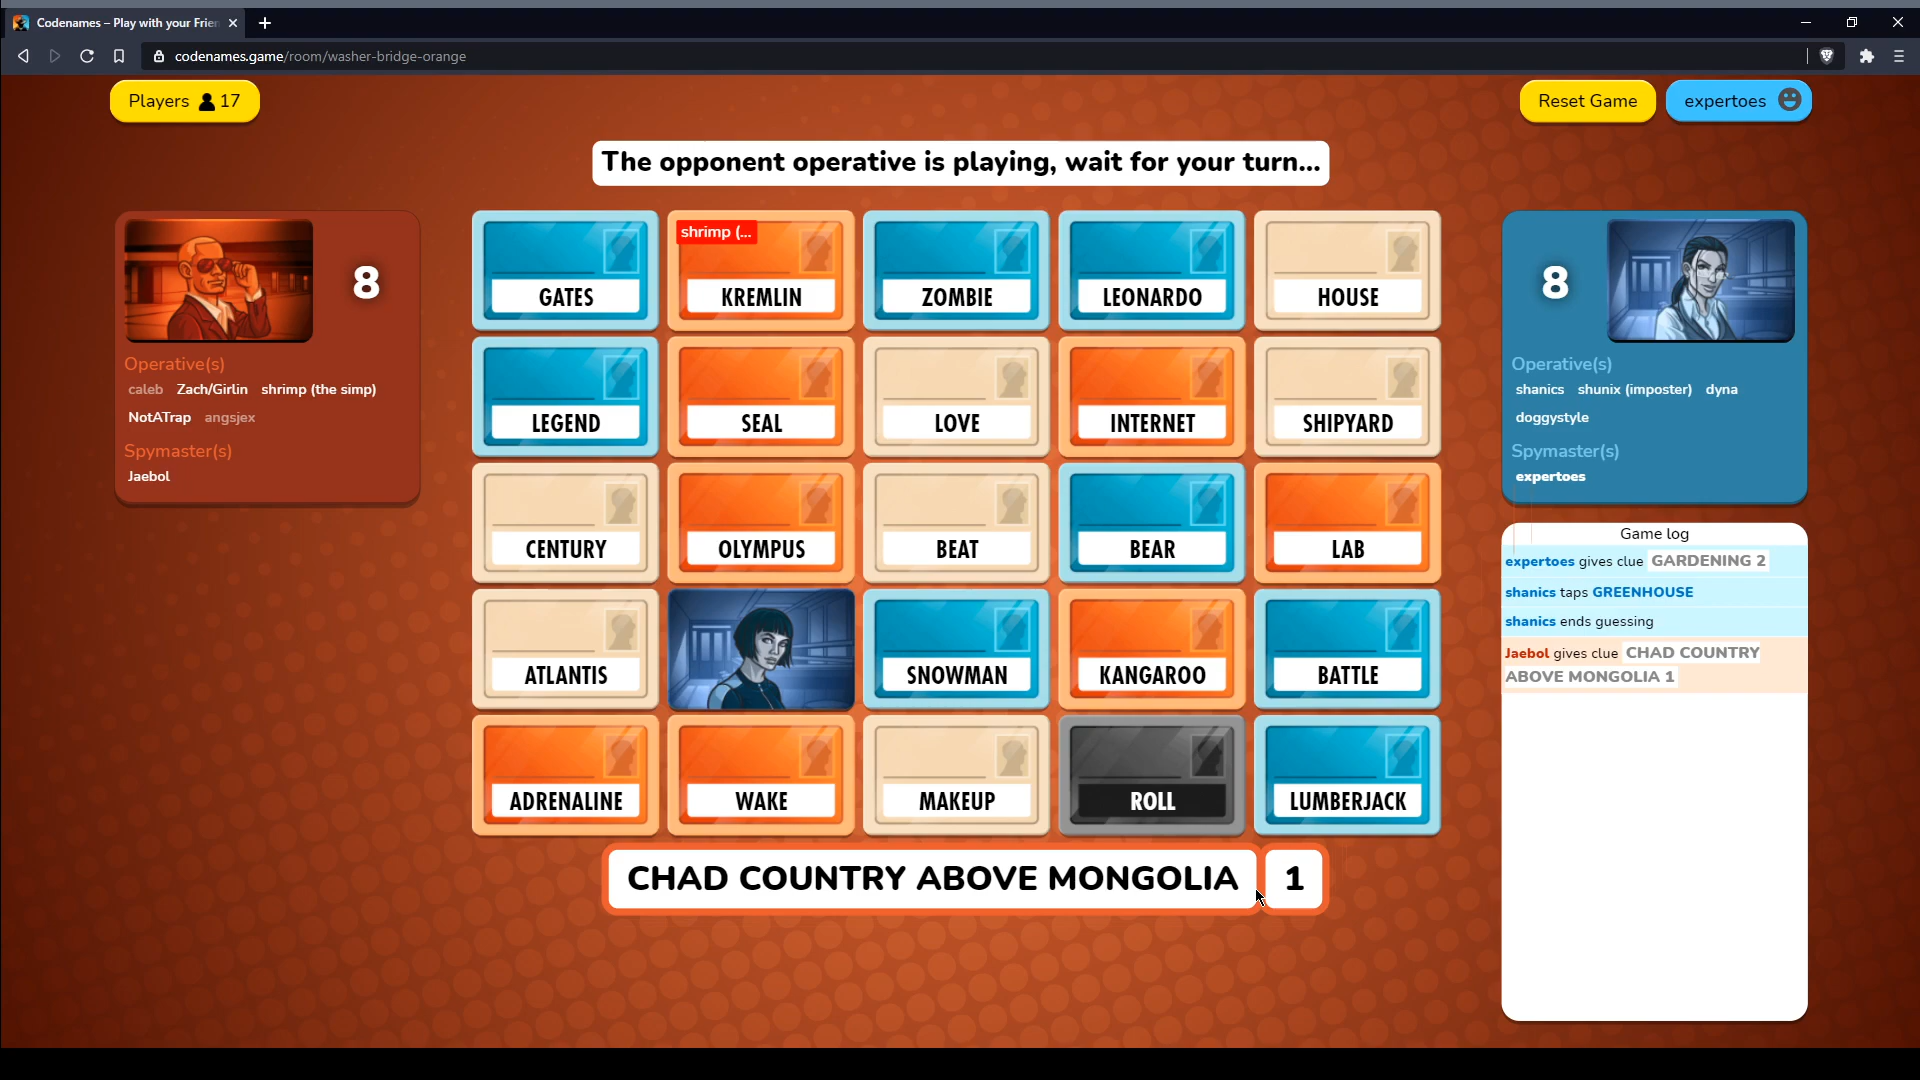 Codenames – Play with your Frien
codenames.game/room/washer-bridge-orange
Players 17
Reset Game
expertoes
The opponent operative is playing, wait for your turn...
8
Operative(s)
caleb Zach/Girlin shrimp (the simp)
NotATrap angsjex
Spymaster(s)
Jaebol
shrimp (...
GATES KREMLIN ZOMBIE LEONARDO HOUSE
LEGEND SEAL LOVE INTERNET SHIPYARD
CENTURY OLYMPUS BEAT BEAR LAB
ATLANTIS SNOWMAN KANGAROO BATTLE
ADRENALINE WAKE MAKEUP ROLL LUMBERJACK
CHAD COUNTRY ABOVE MONGOLIA 1
8
Operative(s)
shanics shunix (imposter) dyna
doggystyle
Spymaster(s)
expertoes
Game log
expertoes gives clue GARDENING 2
shanics taps GREENHOUSE
shanics ends guessing
Jaebol gives clue CHAD COUNTRY
ABOVE MONGOLIA 1